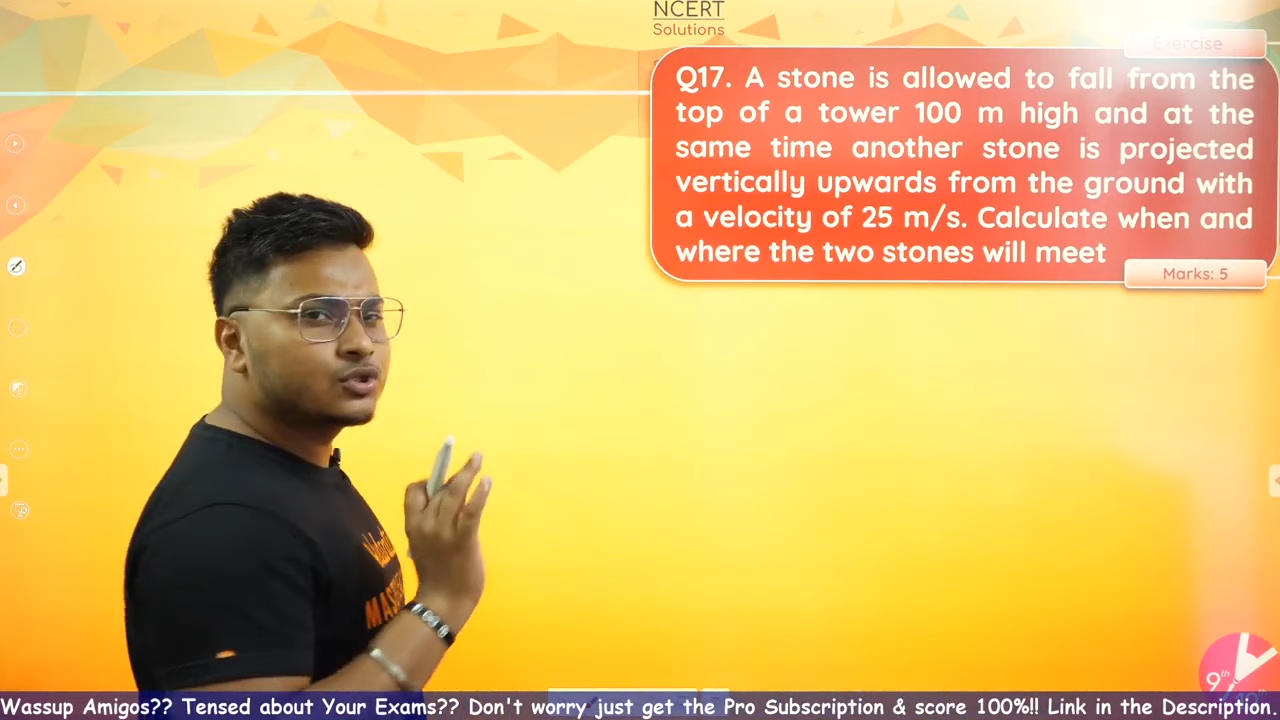 NCERT
Solutions
Exercise
Q17. A stone is allowed to fall from the
top of a tower 100 m high and at the
same time another stone is projected
vertically upwards from the ground with
a velocity of 25 m/s. Calculate when and
where the two stones will meet
Marks: 5
9th
Wassup Amigos?? Tensed about Your Exams?? Don't worry just get the Pro Subscription & score 100%!! Link in the Description.